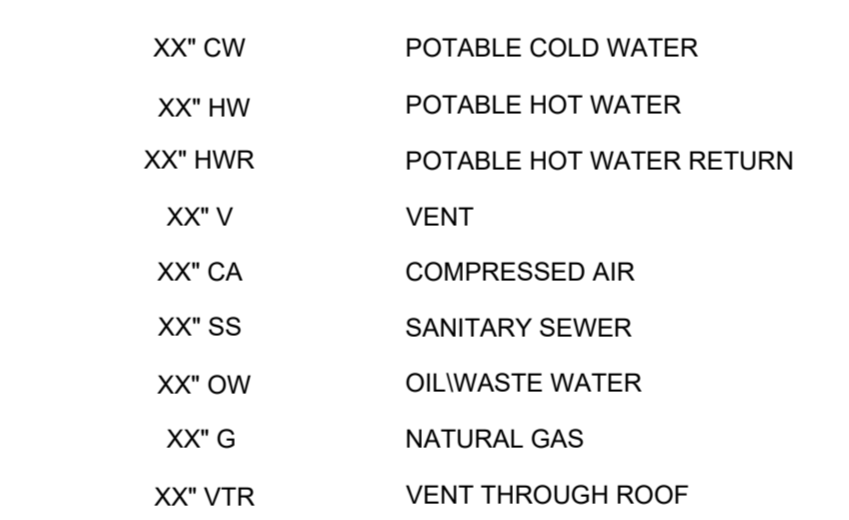 XX" CW POTABLE COLD WATER
XX" HW POTABLE HOT WATER
XX" HWR POTABLE HOT WATER RETURN
XX" V VENT
XX" CA COMPRESSED AIR
XX" SS SANITARY SEWER
XX" OW OIL\WASTE WATER
XX" G NATURAL GAS
XX" VTR VENT THROUGH ROOF